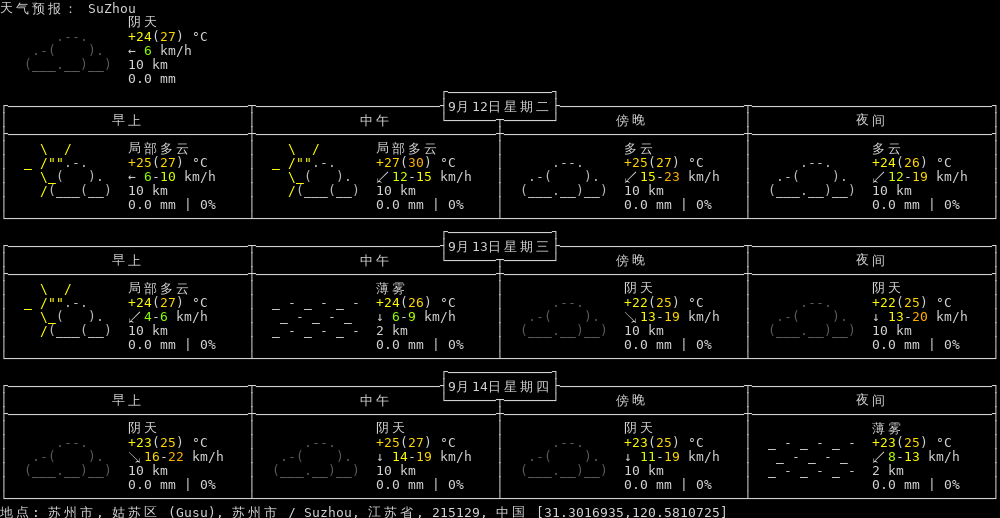 天气预报： SuZhou
阴天
+24(27) °C
← 6 km/h
10 km
0.0 mm
9月12日星期二
早上 中午 傍晚 夜间
局部多云 局部多云 多云 多云
+25(27) °C +27(30) °C +25(27) °C +24(26) °C
← 6-10 km/h ↙ 12-15 km/h ↙ 15-23 km/h ↙ 12-19 km/h
10 km 10 km 10 km 10 km
0.0 mm | 0% 0.0 mm | 0% 0.0 mm | 0% 0.0 mm | 0%
9月13日星期三
早上 中午 傍晚 夜间
局部多云 薄雾 阴天 阴天
+24(27) °C +24(26) °C +22(25) °C +22(25) °C
↙ 4-6 km/h ↓ 6-9 km/h ↘ 13-19 km/h ↓ 13-20 km/h
10 km 2 km 10 km 10 km
0.0 mm | 0% 0.0 mm | 0% 0.0 mm | 0% 0.0 mm | 0%
9月14日星期四
早上 中午 傍晚 夜间
阴天 阴天 阴天 薄雾
+23(25) °C +25(27) °C +23(25) °C +23(25) °C
↘ 16-22 km/h ↓ 14-19 km/h ↓ 11-19 km/h ↙ 8-13 km/h
10 km 10 km 10 km 2 km
0.0 mm | 0% 0.0 mm | 0% 0.0 mm | 0% 0.0 mm | 0%
地点: 苏州市, 姑苏区 (Gusu), 苏州市 / Suzhou, 江苏省, 215129, 中国 [31.3016935,120.5810725]